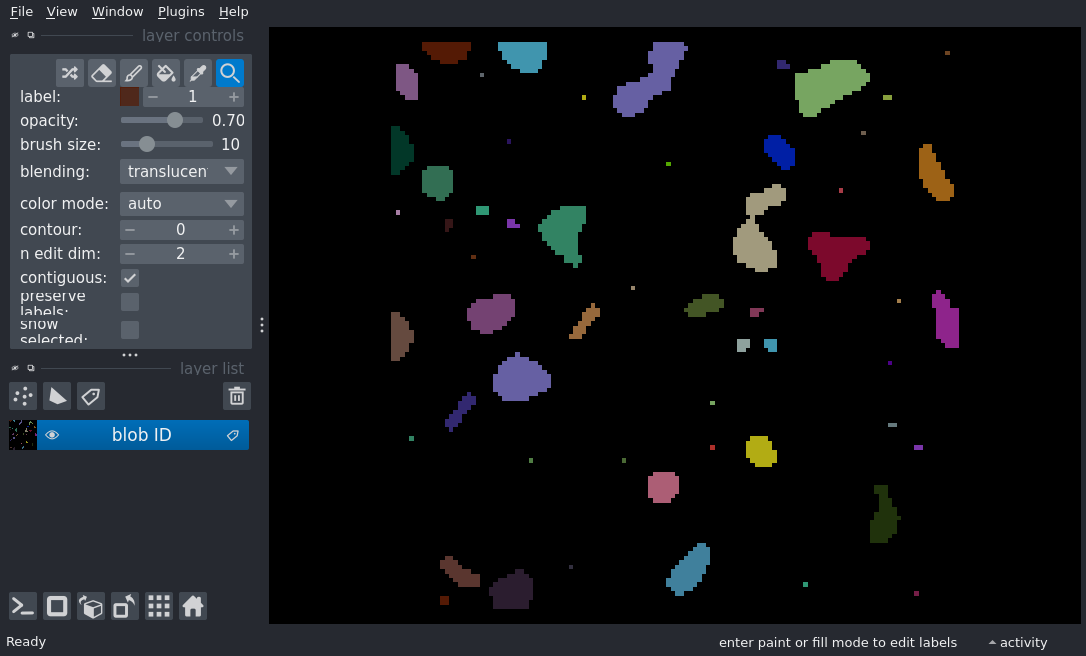 File View Window Plugins Help
layer controls
label: 1
opacity: 0.70
brush size: 10
blending: translucen
color mode: auto
contour: 0
n edit dim: 2
contiguous:
preserve
labels:
show
selected:
layer list
blob ID
Ready
enter paint or fill mode to edit labels
activity